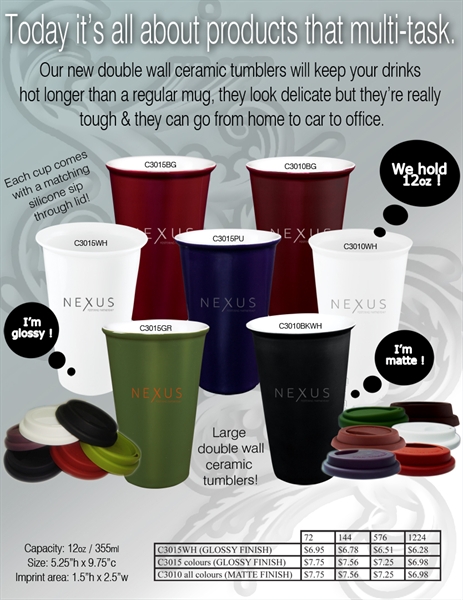 Today it's all about products that multi-task.
Our new double wall ceramic tumblers will keep your drinks
hot longer than a regular mug, they look delicate but they're really
tough & they can go from home to car to office.
Each cup comes
with a matching
silicone sip
through lid!
C3015BG
C3010BG
We hold
12oz !
C3015WH
C3015PU
C3010WH
NEXUS
NEXUS
NEXUS
NEXUS
NEXUS
I'm
glossy !
C3015GR
C3010BKWH
I'm
matte !
NEXUS
NEXUS
Large
double wall
ceramic
tumblers!
Capacity: 12oz / 355ml
Size: 5.25"h x 9.75"c
Imprint area: 1.5"h x 2.5"w
72 144 576 1224
C3015WH (GLOSSY FINISH) $6.95 $6.78 $6.51 $6.28
C3015 colours (GLOSSY FINISH) $7.75 $7.56 $7.25 $6.98
C3010 all colours (MATTE FINISH) $7.75 $7.56 $7.25 $6.98